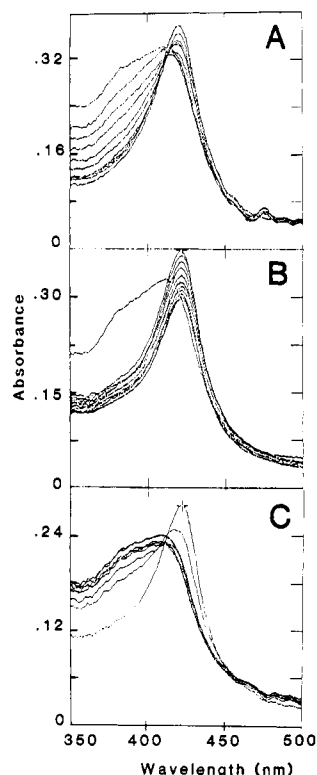 A
.32
.16
0
B
.30
.15
0
Absorbance
C
.24
.12
0
350 400 450 500
Wavelength (nm)